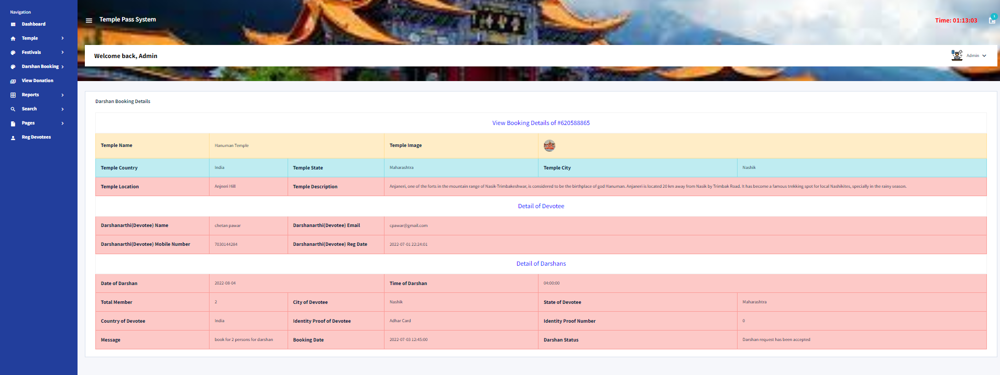 Navigation
Dashboard
Temple
Festivals
Darshan Booking
View Donation
Reports
Search
Pages
Reg Devotees
Temple Pass System
Time: 01:13:03
1
Welcome back, Admin
Admin
Darshan Booking Details
View Booking Details of #620588865
Temple Name Hanuman Temple Temple Image
Temple Country India Temple State Maharashtra Temple City Nashik
Temple Location Anjneri Hill Temple Description Anjaneri, one of the forts in the mountain range of Nasik-Trimbakeshwar, is considered to be the birthplace of god Hanuman. Anjaneri is located 20 km away from Nasik by Trimbak Road. It has become a famous trekking spot for local Nashikites, specially in the rainy season.
Detail of Devotee
Darshanarthi(Devotee) Name chetan pawar Darshanarthi(Devotee) Email cpawar@gmail.com
Darshanarthi(Devotee) Mobile Number 7030144284 Darshanarthi(Devotee) Reg Date 2022-07-01 22:24:01
Detail of Darshans
Date of Darshan 2022-08-04 Time of Darshan 04:00:00
Total Member 2 City of Devotee Nashik State of Devotee Maharashtra
Country of Devotee India Identity Proof of Devotee Adhar Card Identity Proof Number 0
Message book for 2 persons for darshan Booking Date 2022-07-03 12:45:00 Darshan Status Darshan request has been accepted